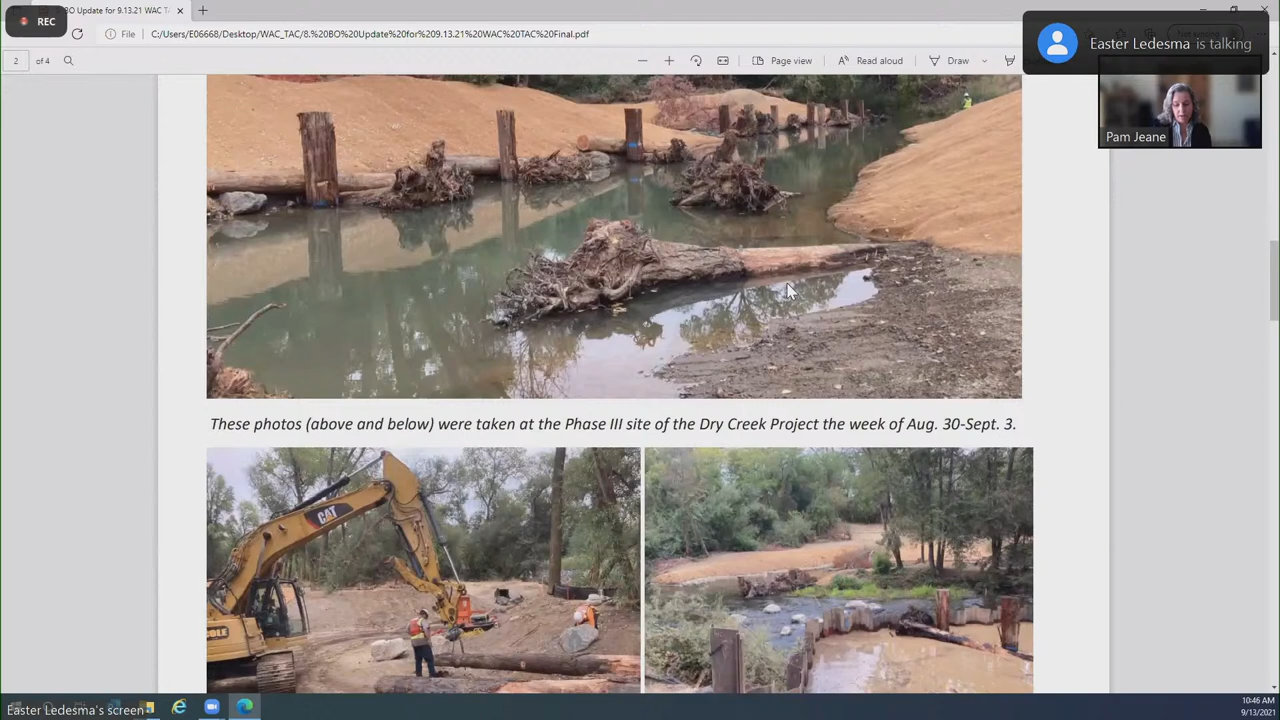 BO Update for 9.13.21 WAC T
REC
File
C:/Users/E06668/Desktop/WAC_TAC/8.%20BO%20Update%20for%209.13.21%20WAC%20TAC%20Final.pdf
Easter Ledesma is talking
2 of 4
Page view
Read aloud
Draw
Pam Jeane
These photos (above and below) were taken at the Phase III site of the Dry Creek Project the week of Aug. 30-Sept. 3.
CAT
Easter Ledesma's screen
10:46 AM
9/13/2021